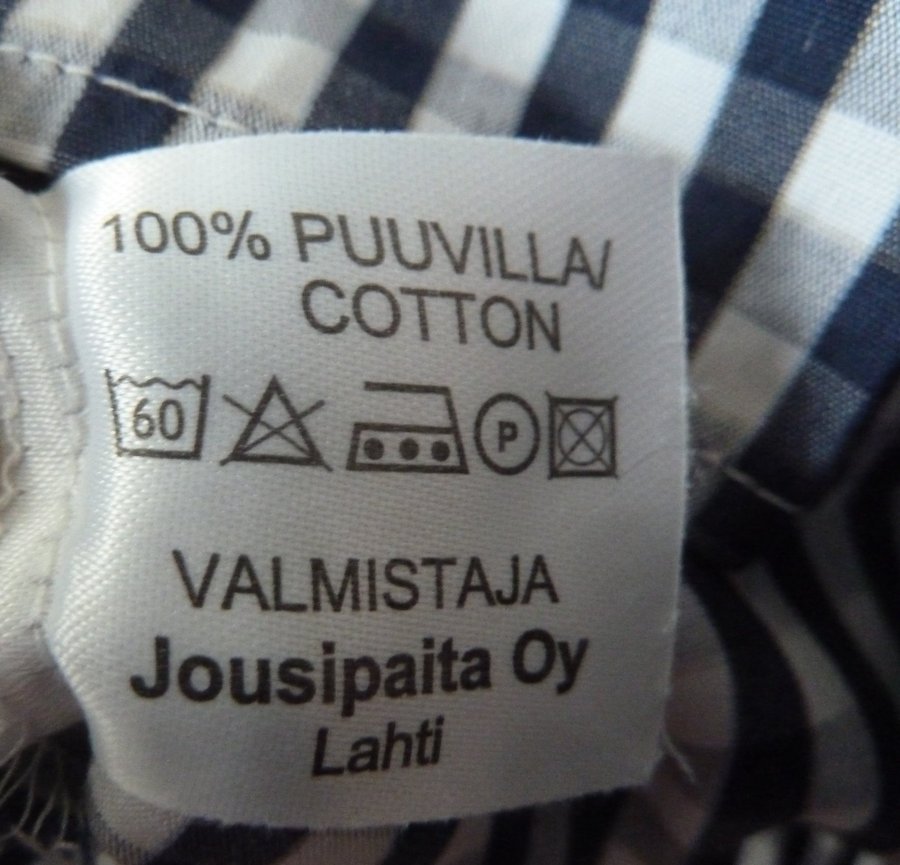 100% PUUVILLA/
COTTON
60 P
VALMISTAJA
Jousipaita Oy
Lahti